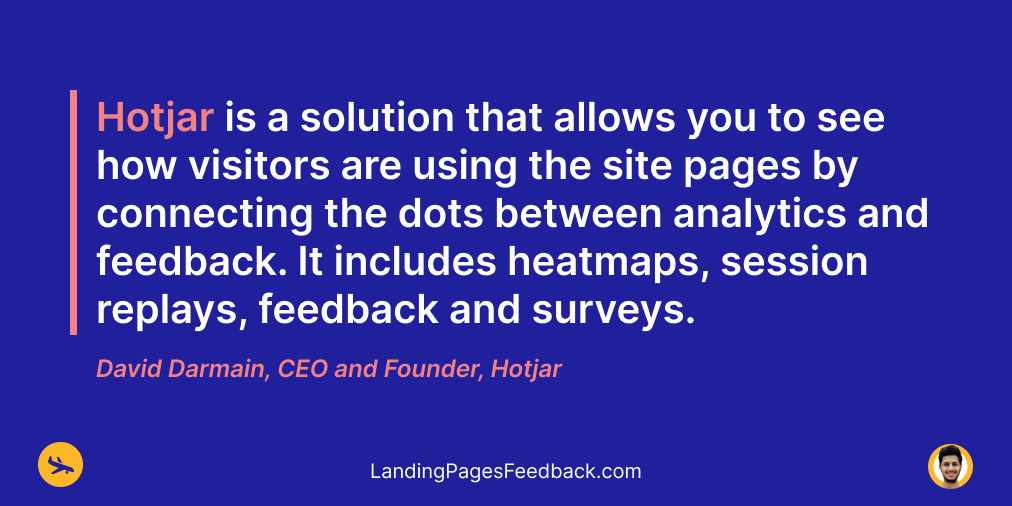 Hotjar is a solution that allows you to see
how visitors are using the site pages by
connecting the dots between analytics and
feedback. It includes heatmaps, session
replays, feedback and surveys.
David Darmain, CEO and Founder, Hotjar
LandingPagesFeedback.com